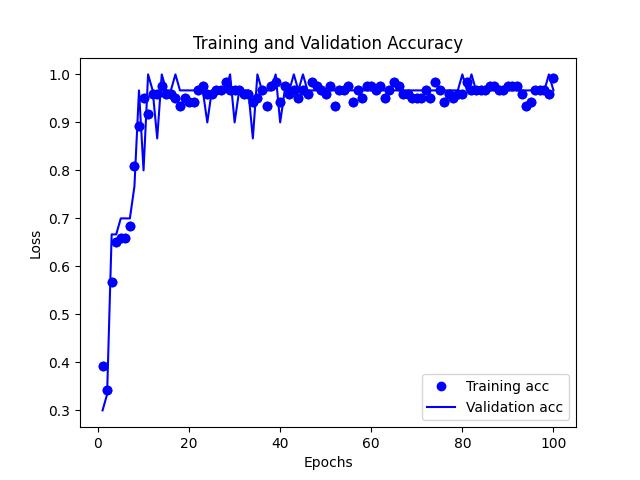 Training and Validation Accuracy
1.0
0.9
0.8
0.7
0.6
0.5
0.4
0.3
Loss
0 20 40 60 80 100
Epochs
Training acc
Validation acc